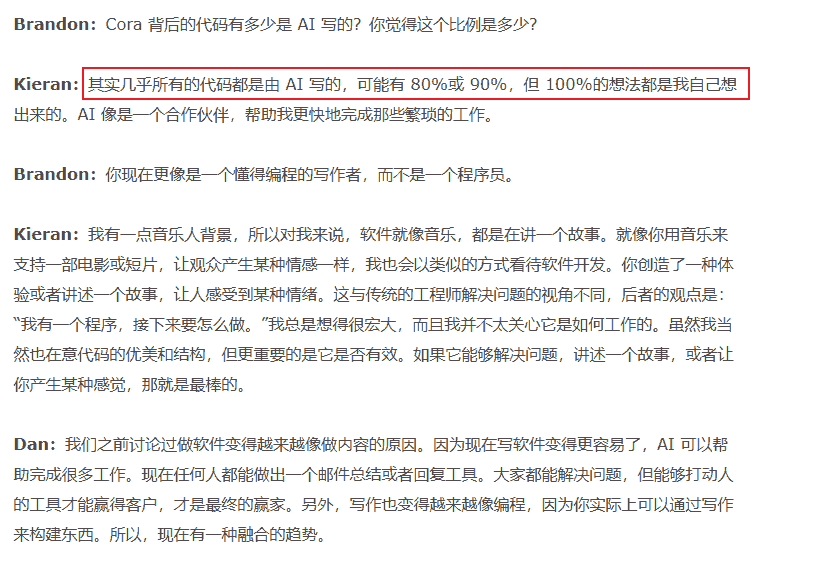 Brandon：Cora 背后的代码有多少是 AI 写的？你觉得这个比例是多少？
Kieran：其实几乎所有的代码都是由 AI 写的，可能有 80%或 90%，但 100%的想法都是我自己想
出来的。AI 像是一个合作伙伴，帮助我更快地完成那些繁琐的工作。
Brandon：你现在更像是一个懂得编程的写作者，而不是一个程序员。
Kieran：我有一点音乐人背景，所以对我来说，软件就像音乐，都是在讲一个故事。就像你用音乐来
支持一部电影或短片，让观众产生某种情感一样，我也会以类似的方式看待软件开发。你创造了一种体
验或者讲述一个故事，让人感受到某种情绪。这与传统的工程师解决问题的视角不同，后者的观点是：
“我有一个程序，接下来要怎么做。”我总是想得很宏大，而且我并不太关心它是如何工作的。虽然我当
然也在意代码的优美和结构，但更重要的是它是否有效。如果它能够解决问题，讲述一个故事，或者让
你产生某种感觉，那就是最棒的。
Dan：我们之前讨论过做软件变得越来越像做内容的原因。因为现在写软件变得更容易了，AI 可以帮
助完成很多工作。现在任何人都能做出一个邮件总结或者回复工具。大家都能解决问题，但能够打动人
的工具才能赢得客户，才是最终的赢家。另外，写作也变得越来越像编程，因为你实际上可以通过写作
来构建东西。所以，现在有一种融合的趋势。